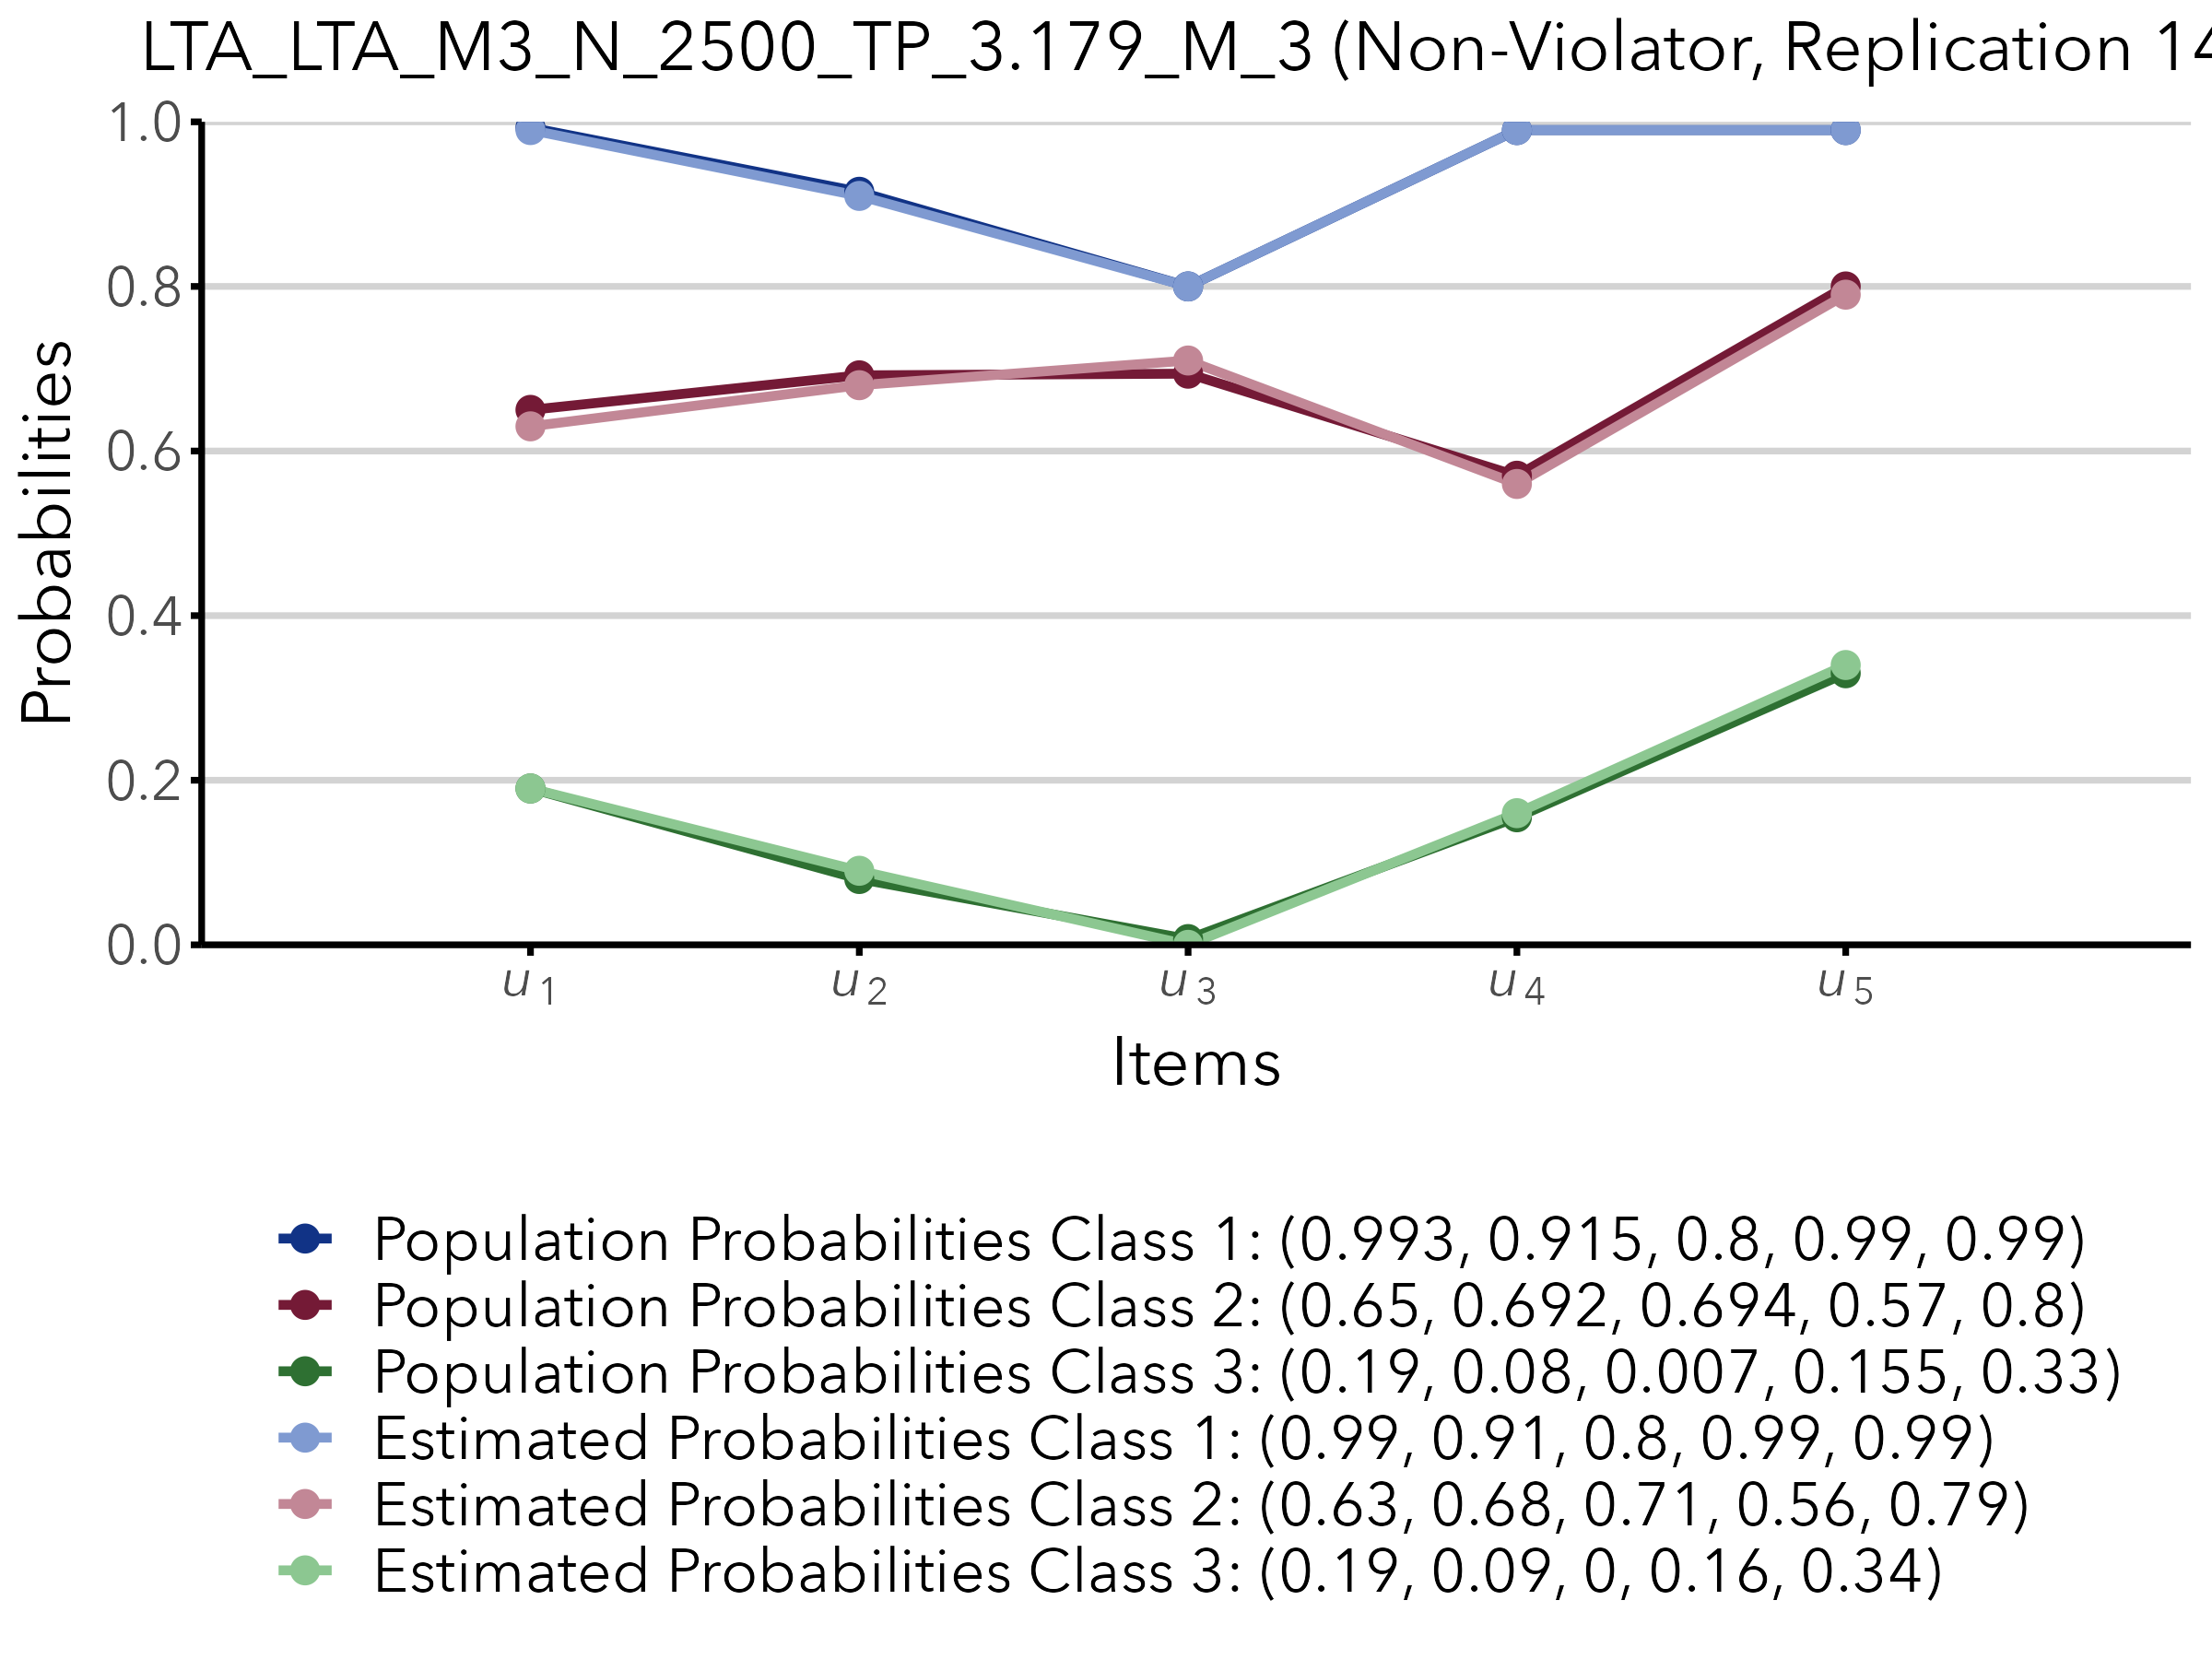 LTA_LTA_M3_N_2500_TP_3.179_M_3 (Non-Violator, Replication 14
1.0
0.8
0.6
0.4
0.2
0.0
Probabilities
u1 u2 u3 u4 u5
Items
Population Probabilities Class 1: (0.993, 0.915, 0.8, 0.99, 0.99)
Population Probabilities Class 2: (0.65, 0.692, 0.694, 0.57, 0.8)
Population Probabilities Class 3: (0.19, 0.08, 0.007, 0.155, 0.33)
Estimated Probabilities Class 1: (0.99, 0.91, 0.8, 0.99, 0.99)
Estimated Probabilities Class 2: (0.63, 0.68, 0.71, 0.56, 0.79)
Estimated Probabilities Class 3: (0.19, 0.09, 0, 0.16, 0.34)